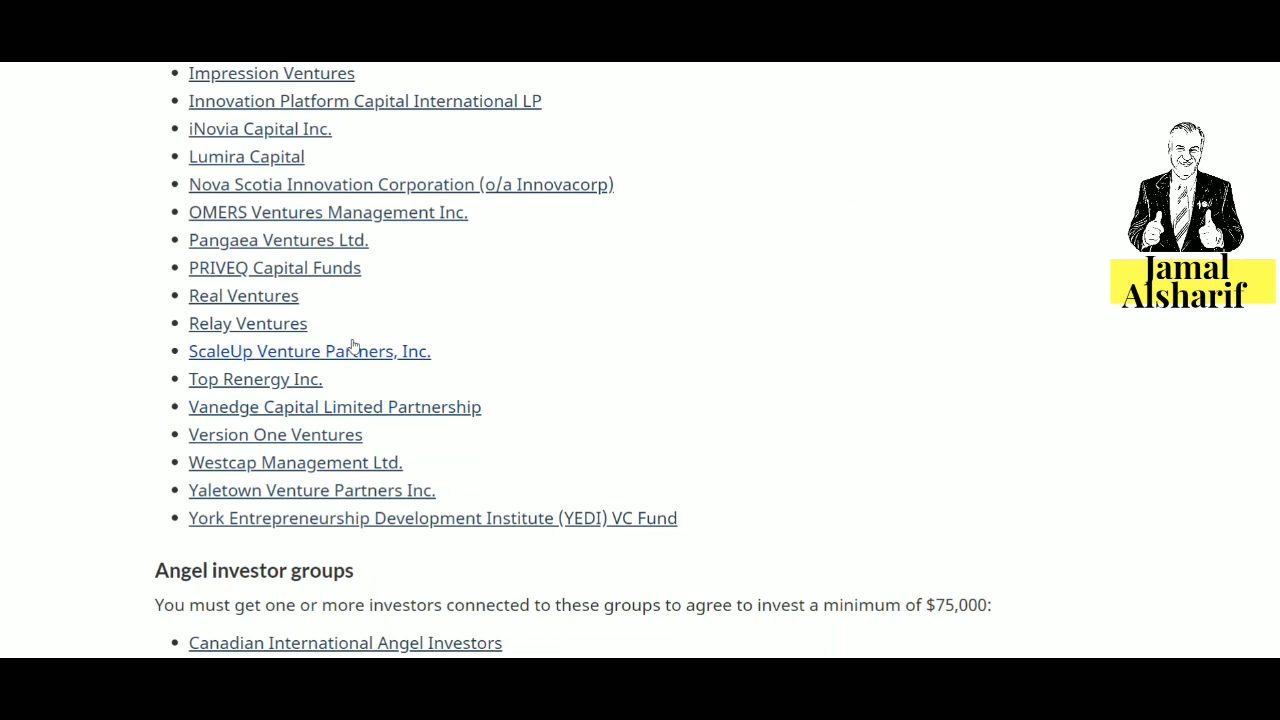 Impression Ventures
Innovation Platform Capital International LP
iNovia Capital Inc.
Lumira Capital
Nova Scotia Innovation Corporation (o/a Innovacorp)
OMERS Ventures Management Inc.
Pangaea Ventures Ltd.
PRIVEQ Capital Funds
Real Ventures
Relay Ventures
ScaleUp Venture Partners, Inc.
Top Renergy Inc.
Vanedge Capital Limited Partnership
Version One Ventures
Westcap Management Ltd.
Yaletown Venture Partners Inc.
York Entrepreneurship Development Institute (YEDI) VC Fund
Angel investor groups
You must get one or more investors connected to these groups to agree to invest a minimum of $75,000:
Canadian International Angel Investors
Jamal
Alsharif